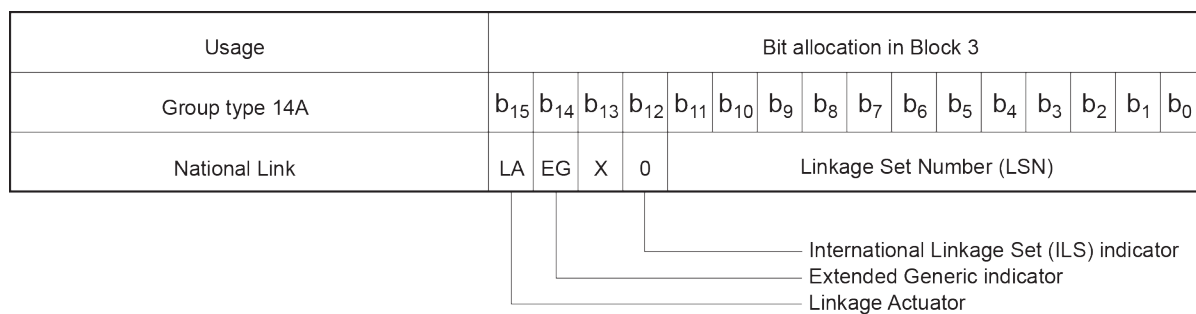 Usage Bit allocation in Block 3
Group type 14A b15 b14 b13 b12 b11 b10 b9 b8 b7 b6 b5 b4 b3 b2 b1 b0
National Link LA EG X 0 Linkage Set Number (LSN)
International Linkage Set (ILS) indicator
Extended Generic indicator
Linkage Actuator